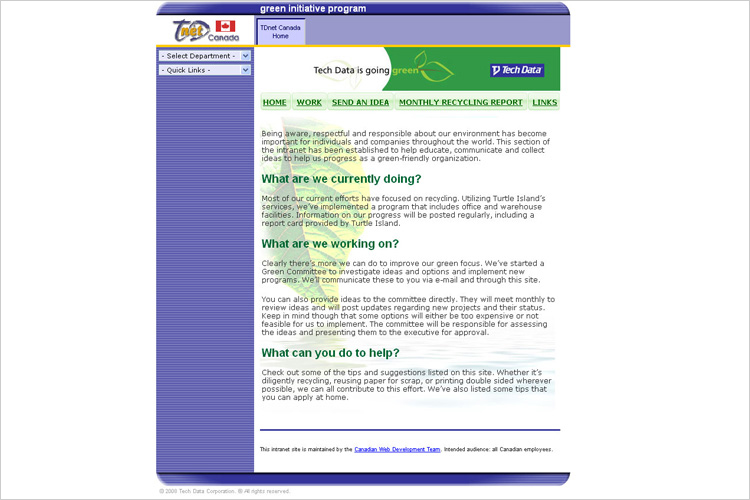 green initiative program
Tnet
Canada
TDnet Canada
Home
- Select Department -
- Quick Links -
Tech Data is going green
Tech Data
HOME WORK SEND AN IDEA MONTHLY RECYCLING REPORT LINKS
Being aware, respectful and responsible about our environment has become
important for individuals and companies throughout the world. This section of
the intranet has been established to help educate, communicate and collect
ideas to help us progress as a green-friendly organization.
What are we currently doing?
Most of our current efforts have focused on recycling. Utilizing Turtle Island's
services, we've implemented a program that includes office and warehouse
facilities. Information on our progress will be posted regularly, including a
report card provided by Turtle Island.
What are we working on?
Clearly there's more we can do to improve our green focus. We've started a
Green Committee to investigate ideas and options and implement new
programs. We'll communicate these to you via e-mail and through this site.
You can also provide ideas to the committee directly. They will meet monthly to
review ideas and will post updates regarding new projects and their status.
Keep in mind though that some options will either be too expensive or not
feasible for us to implement. The committee will be responsible for assessing
the ideas and presenting them to the executive for approval.
What can you do to help?
Check out some of the tips and suggestions listed on this site. Whether it's
diligently recycling, reusing paper for scrap, or printing double sided wherever
possible, we can all contribute to this effort. We've also listed some tips that
you can apply at home.
This intranet site is maintained by the Canadian Web Development Team. Intended audience: all Canadian employees.
Tech Data Corporation. All rights reserved.